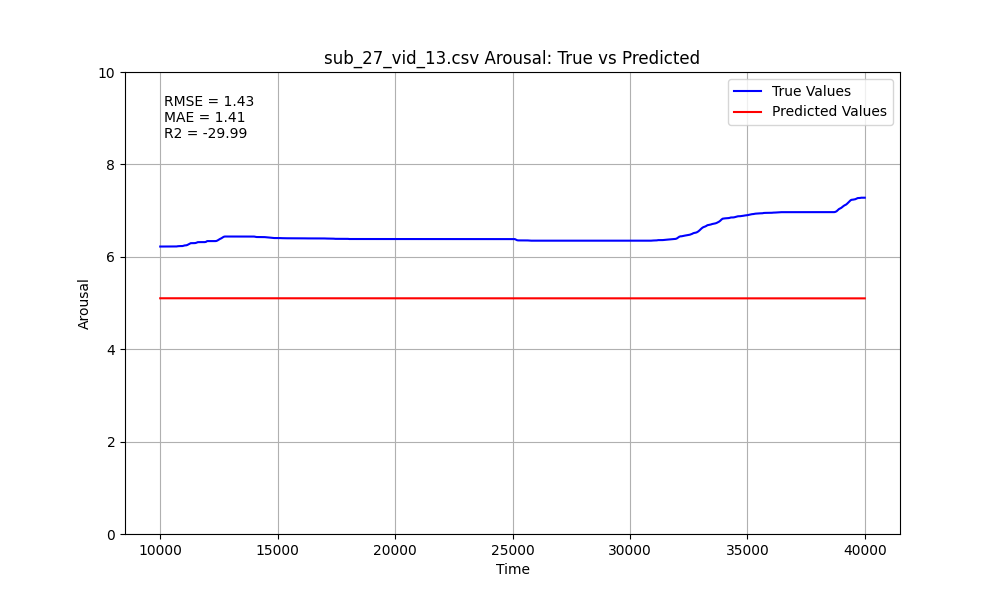 sub_27_vid_13.csv Arousal: True vs Predicted
RMSE = 1.43
MAE = 1.41
R2 = -29.99
True Values
Predicted Values
Arousal
10
8
6
4
2
0
10000 15000 20000 25000 30000 35000 40000
Time